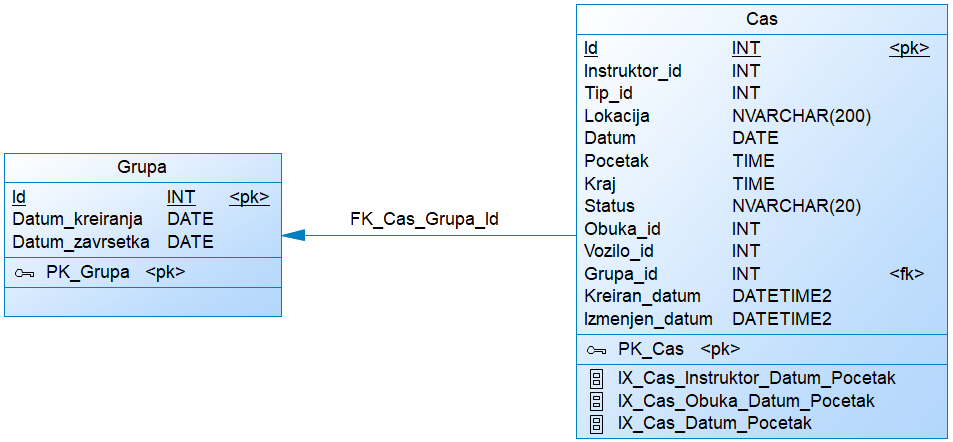 Grupa
Id INT <pk>
Datum_kreiranja DATE
Datum_zavrsetka DATE
PK_Grupa <pk>
FK_Cas_Grupa_Id
Cas
Id INT <pk>
Instruktor_id INT
Tip_id INT
Lokacija NVARCHAR(200)
Datum DATE
Pocetak TIME
Kraj TIME
Status NVARCHAR(20)
Obuka_id INT
Vozilo_id INT
Grupa_id INT <fk>
Kreiran_datum DATETIME2
Izmenjen_datum DATETIME2
PK_Cas <pk>
IX_Cas_Instruktor_Datum_Pocetak
IX_Cas_Obuka_Datum_Pocetak
IX_Cas_Datum_Pocetak